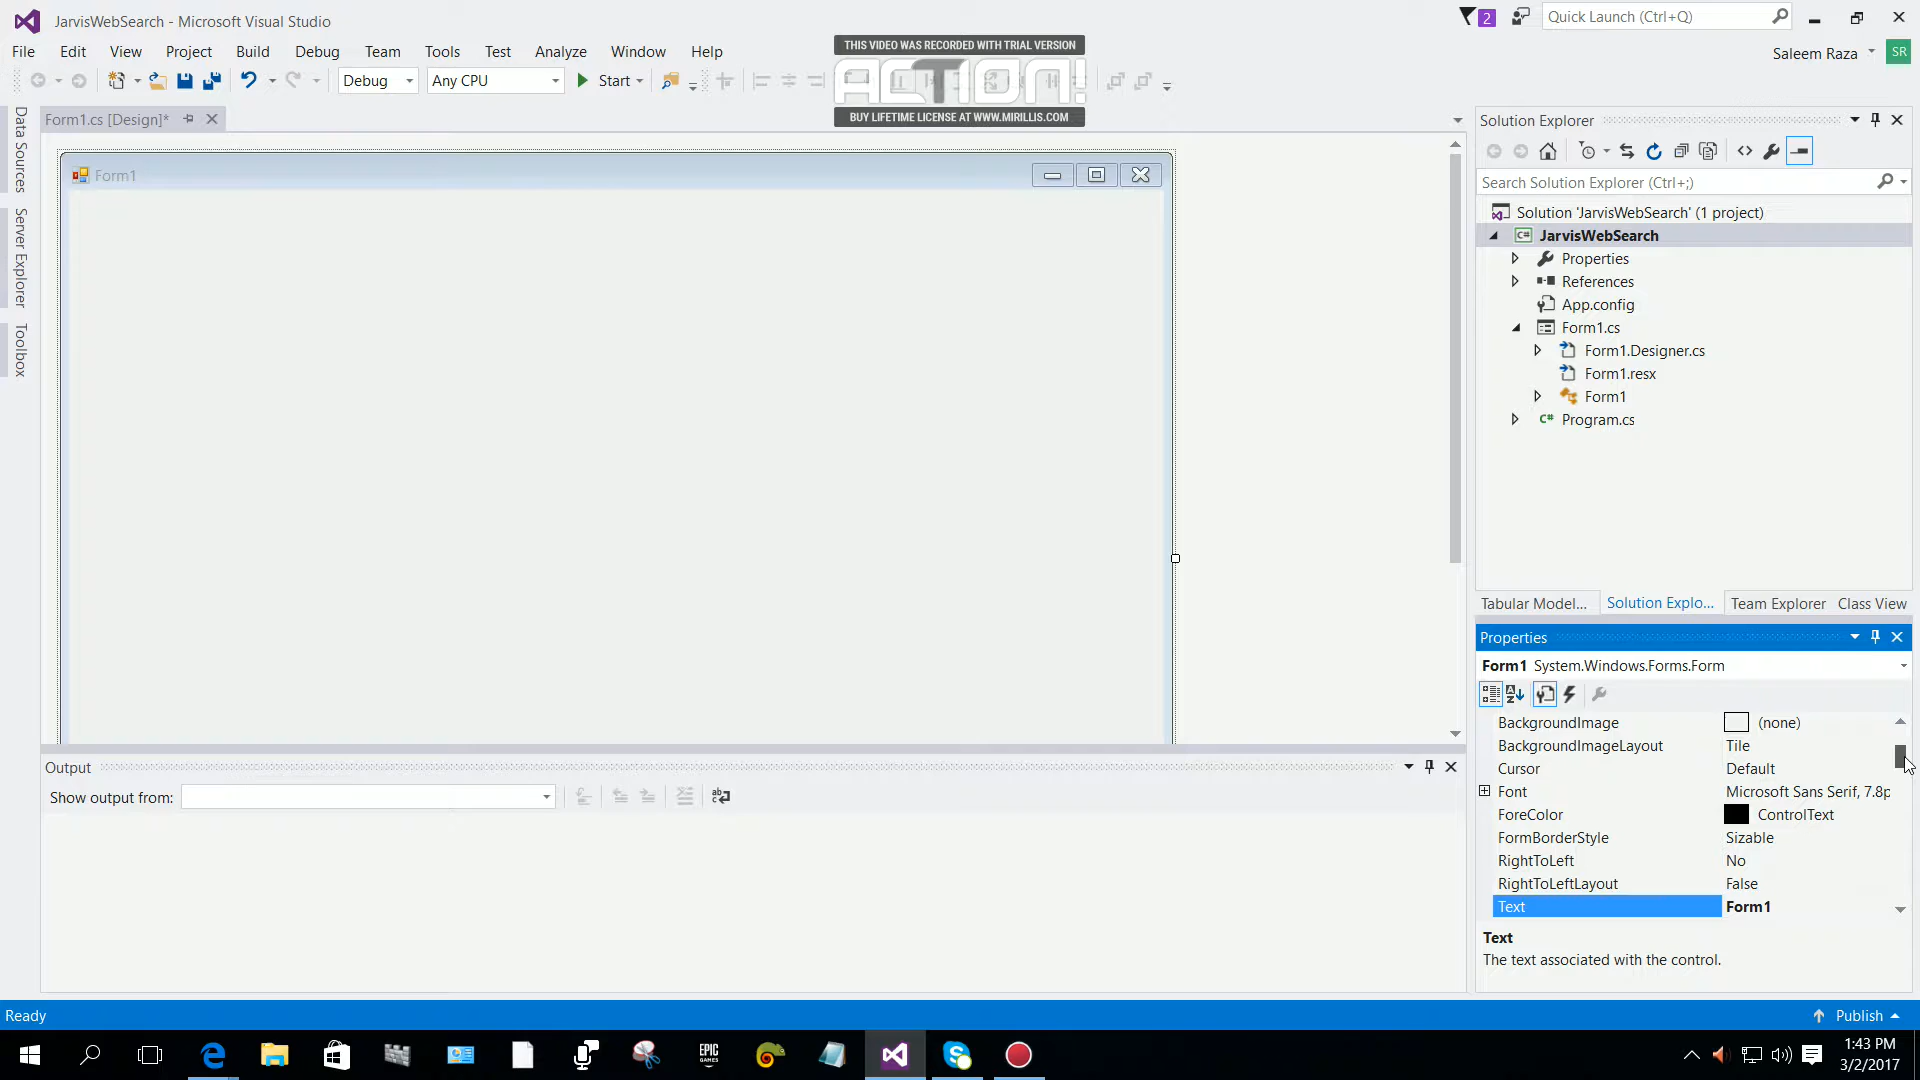 JarvisWebSearch - Microsoft Visual Studio
2
Quick Launch (Ctrl+Q)
File Edit View Project Build Debug Team Tools Test Analyze Window Help
Saleem Raza SR
Debug Any CPU Start
THIS VIDEO WAS RECORDED WITH TRIAL VERSION
ACTION!
BUY LIFETIME LICENSE AT WWW.MIRILLIS.COM
Data Sources
Server Explorer
Toolbox
Form1.cs [Design]*
Form1
Solution Explorer
Search Solution Explorer (Ctrl+;)
Solution 'JarvisWebSearch' (1 project)
C# JarvisWebSearch
Properties
References
App.config
Form1.cs
Form1.Designer.cs
Form1.resx
Form1
C# Program.cs
Tabular Model... Solution Explo... Team Explorer Class View
Properties
Form1 System.Windows.Forms.Form
BackgroundImage (none)
BackgroundImageLayout Tile
Cursor Default
Font Microsoft Sans Serif, 7.8p
ForeColor ControlText
FormBorderStyle Sizable
RightToLeft No
RightToLeftLayout False
Text Form1
Text
The text associated with the control.
Output
Show output from:
Ready
Publish
EPIC GAMES
1:43 PM
3/2/2017